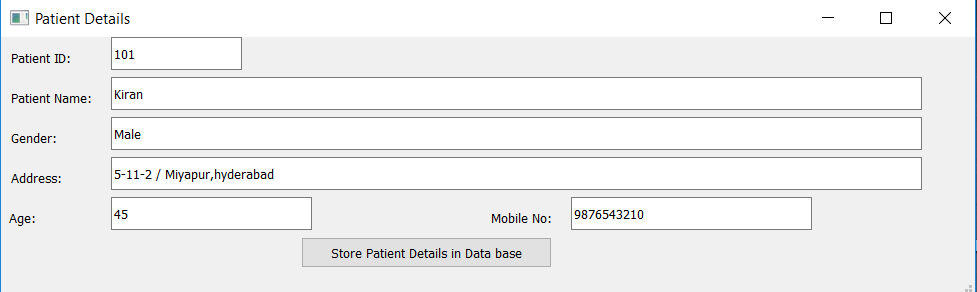 Patient Details
Patient ID: 101
Patient Name: Kiran
Gender: Male
Address: 5-11-2 / Miyapur,hyderabad
Age: 45 Mobile No: 9876543210
Store Patient Details in Data base